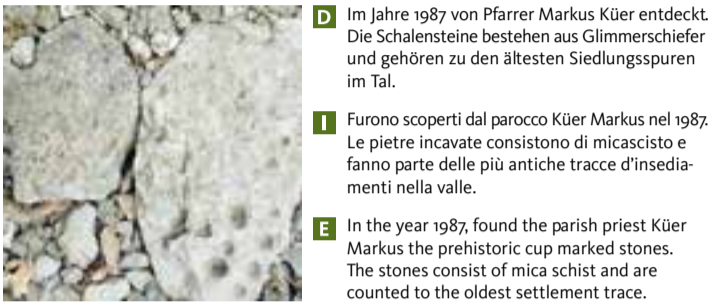 D Im Jahre 1987 von Pfarrer Markus Küer entdeckt.
Die Schalensteine bestehen aus Glimmerschiefer
und gehören zu den ältesten Siedlungsspuren
im Tal.
I Furono scoperti dal parocco Küer Markus nel 1987.
Le pietre incavate consistono di micascisto e
fanno parte delle più antiche tracce d'insedia-
menti nella valle.
E In the year 1987, found the parish priest Küer
Markus the prehistoric cup marked stones.
The stones consist of mica schist and are
counted to the oldest settlement trace.